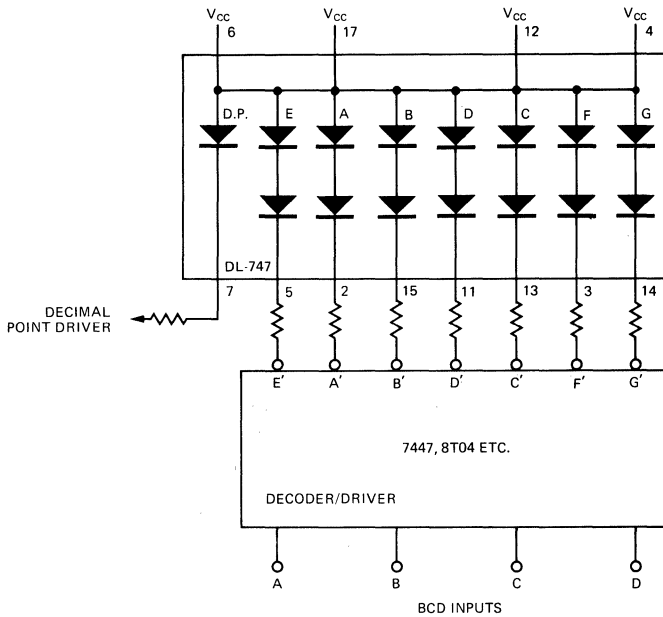 VCC VCC VCC VCC
6 17 12 4
D.P. E A B D C F G
DL-747
7 5 2 15 11 13 3 14
DECIMAL
POINT DRIVER
E′ A′ B′ D′ C′ F′ G′
7447, 8T04 ETC.
DECODER/DRIVER
A B C D
BCD INPUTS